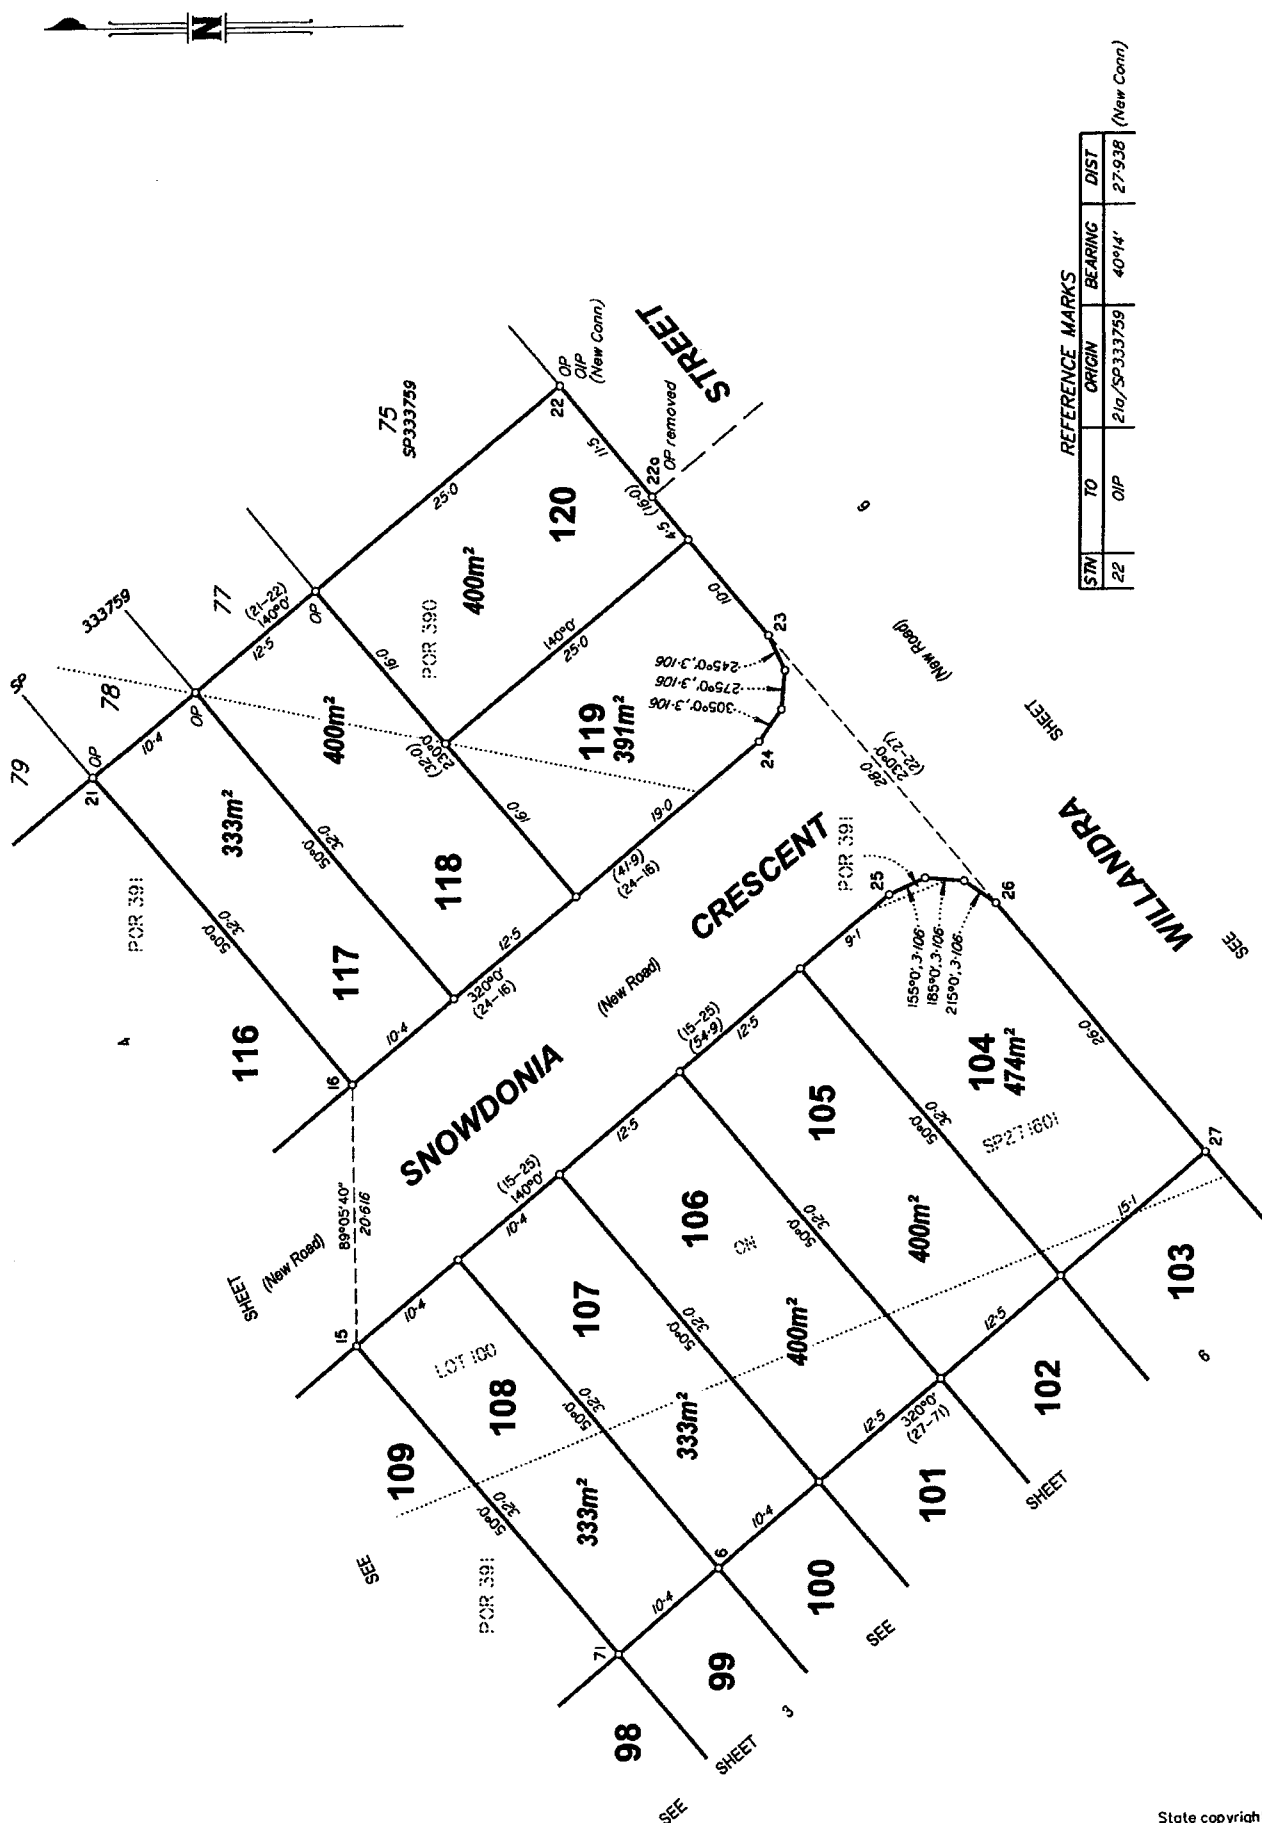 N
REFERENCE MARKS
STN TO ORIGIN BEARING DIST
22 OIP 21a/SP333759 40°14' 27·938 (New Conn)
79
SP
78
333759
77
75
SP333759
21
OP
10·4
OP
12·5
(21-22)
140°0'
OP
25·0
22
OP
OIP
(New Conn)
11·5
22a
OP removed
(16·0)
4·5
STREET
POR 391
4
116
50°0'
32·0
117
333m²
50°0'
32·0
118
400m²
16·0
230°0'
(32·0)
16·0
POR 390
120
400m²
140°0'
25·0
119
391m²
10·0
23
245°0', 3·106
275°0', 3·106
305°0', 3·106
24
19·0
(41·9)
(24-16)
12·5
320°0'
(24-16)
10·4
16
89°05'40"
20·616
15
SHEET
(New Road)
SNOWDONIA
CRESCENT
(New Road)
28·0
230°0'
(22-27)
6
(New Road)
SHEET
WILLANDRA
SEE
POR 391
25
155°0', 3·106
185°0', 3·106
215°0', 3·106
26
9·1
(15-25)
(54·9)
12·5
12·5
(15-25)
140°0'
10·4
10·4
104
474m²
SP271601
26·0
27
15·1
50°0'
32·0
105
400m²
50°0'
32·0
106
ON
400m²
50°0'
32·0
107
333m²
50°0'
32·0
LOT 100
108
333m²
50°0'
32·0
109
SEE
POR 391
71
10·4
6
10·4
12·5
320°0'
(27-71)
12·5
103
6
102
SHEET
101
100
SEE
99
3
SHEET
98
SEE
State copyrigh